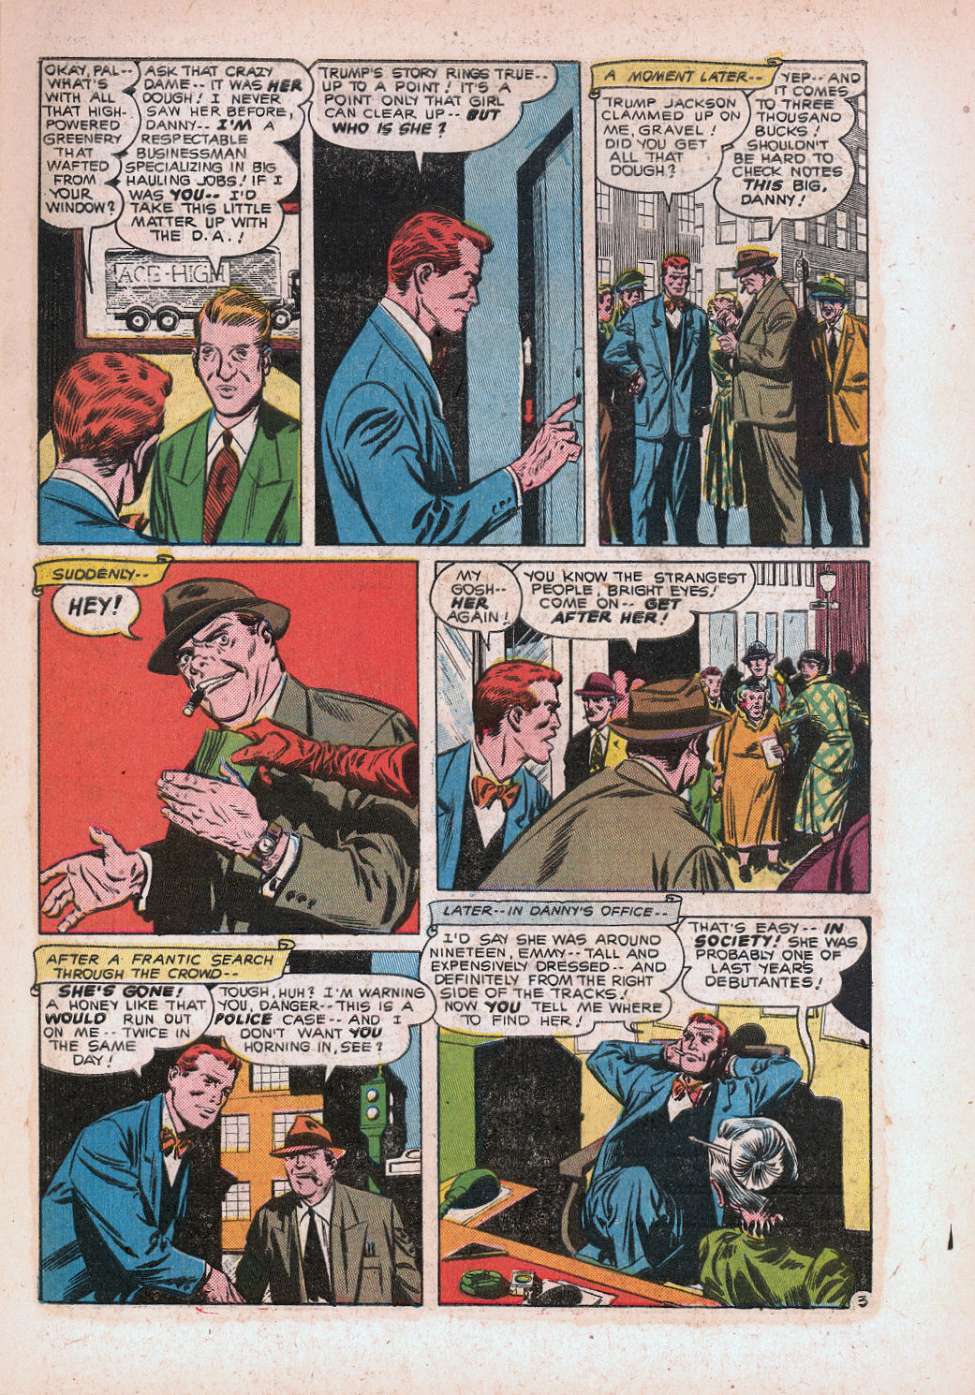 OKAY, PAL--
WHAT'S
WITH ALL
THAT HIGH-
POWERED
GREENERY
THAT
WAFTED
FROM
YOUR
WINDOW?
ASK THAT CRAZY
DAME-- IT WAS HER
DOUGH! I NEVER
SAW HER BEFORE,
DANNY-- I'M A
RESPECTABLE
BUSINESSMAN
SPECIALIZING IN BIG
HAULING JOBS! IF I
WAS YOU-- I'D
TAKE THIS LITTLE
MATTER UP WITH
THE D.A.!
ACE-HIGH
TRUMP'S STORY RINGS TRUE--
UP TO A POINT! IT'S A
POINT ONLY THAT GIRL
CAN CLEAR UP-- BUT
WHO IS SHE?
A MOMENT LATER--
TRUMP JACKSON
CLAMMED UP ON
ME, GRAVEL!
DID YOU GET
ALL THAT
DOUGH?
YEP-- AND
IT COMES
TO THREE
THOUSAND
BUCKS!
SHOULDN'T
BE HARD TO
CHECK NOTES
THIS BIG,
DANNY!
SUDDENLY--
HEY!
MY
GOSH--
HER
AGAIN!
YOU KNOW THE STRANGEST
PEOPLE, BRIGHT EYES!
COME ON-- GET
AFTER HER!
AFTER A FRANTIC SEARCH
THROUGH THE CROWD--
SHE'S GONE!
A HONEY LIKE THAT
WOULD RUN OUT
ON ME-- TWICE IN
THE SAME
DAY!
TOUGH, HUH? I'M WARNING
YOU, DANGER-- THIS IS A
POLICE CASE-- AND I
DON'T WANT YOU
HORNING IN, SEE?
LATER-- IN DANNY'S OFFICE--
I'D SAY SHE WAS AROUND
NINETEEN, EMMY-- TALL AND
EXPENSIVELY DRESSED-- AND
DEFINITELY FROM THE RIGHT
SIDE OF THE TRACKS!
NOW YOU TELL ME WHERE
TO FIND HER!
THAT'S EASY-- IN
SOCIETY! SHE WAS
PROBABLY ONE OF
LAST YEAR'S
DEBUTANTES!
3